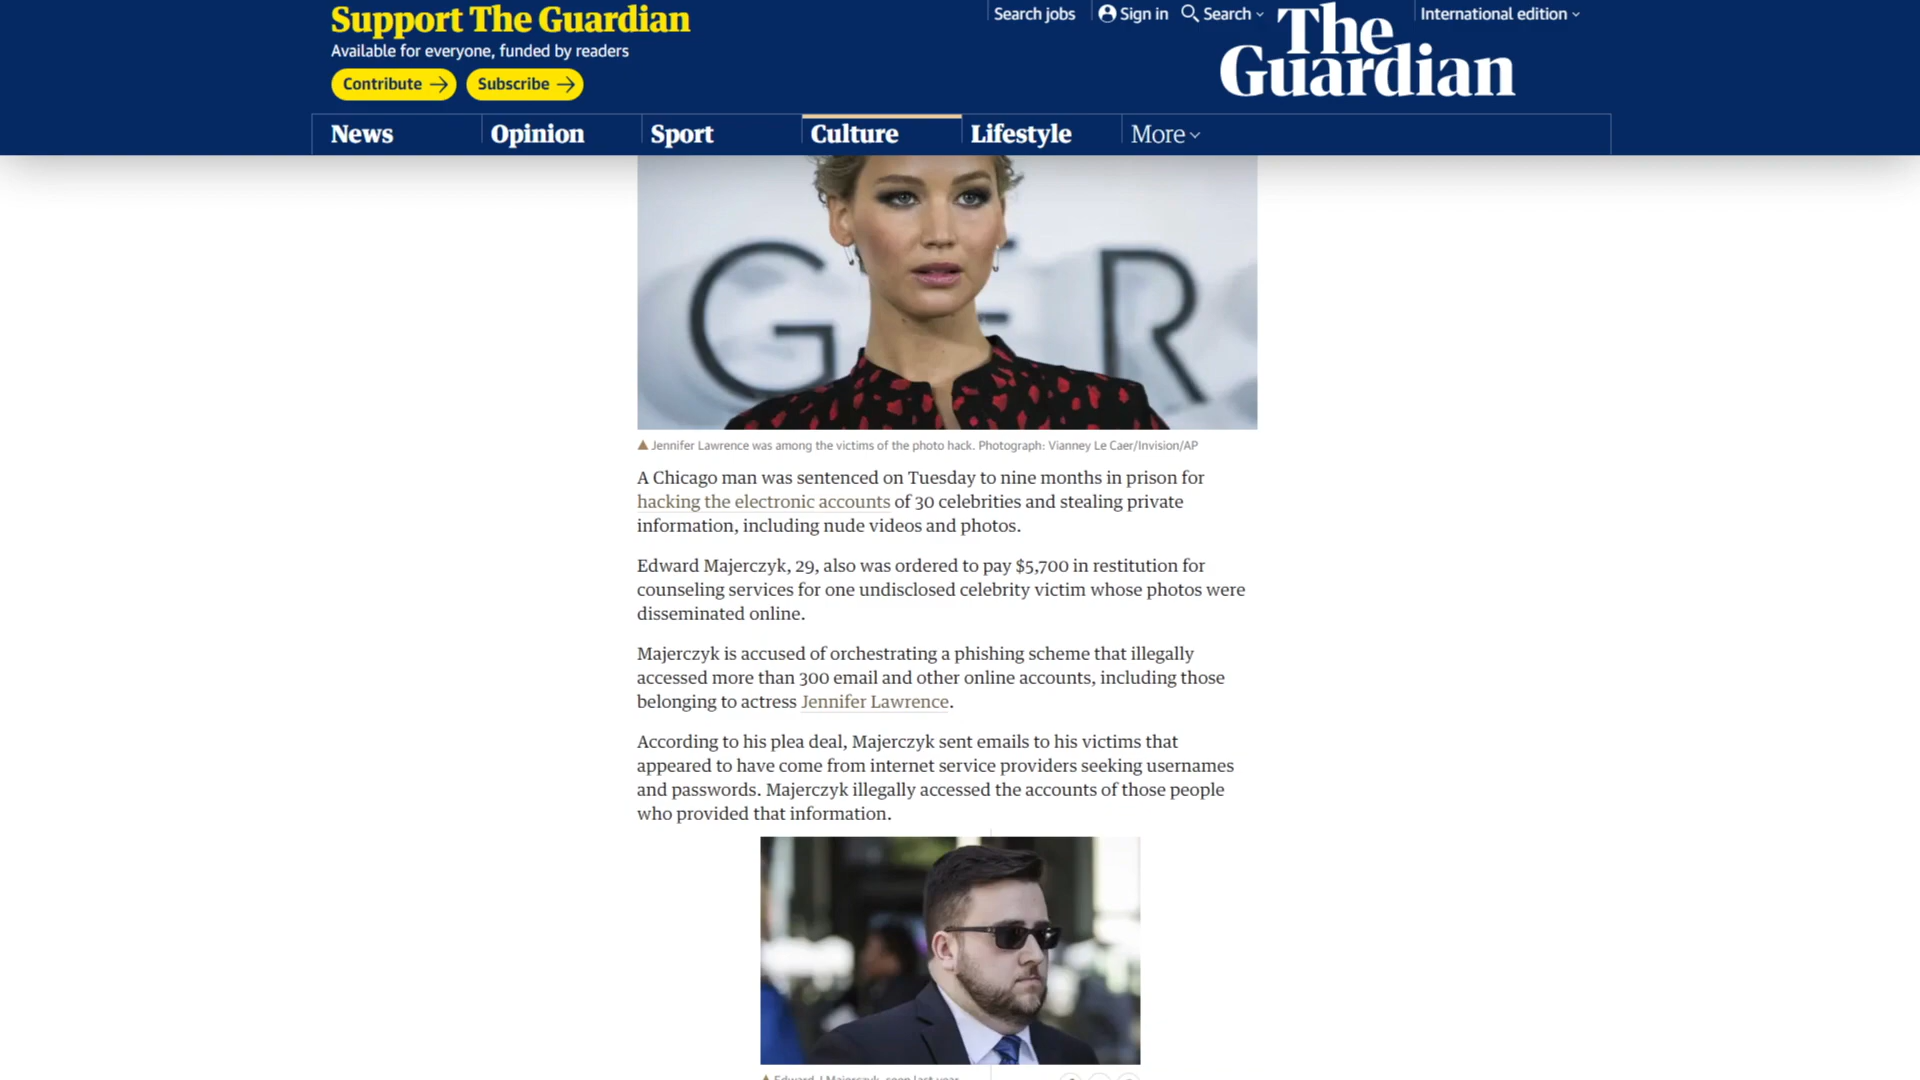 Support The Guardian
Available for everyone, funded by readers
Contribute
Subscribe
Search jobs
Sign in
Search
International edition
The
Guardian
News
Opinion
Sport
Culture
Lifestyle
More
G ER
Jennifer Lawrence was among the victims of the photo hack. Photograph: Vianney Le Caer/Invision/AP
A Chicago man was sentenced on Tuesday to nine months in prison for
hacking the electronic accounts of 30 celebrities and stealing private
information, including nude videos and photos.
Edward Majerczyk, 29, also was ordered to pay $5,700 in restitution for
counseling services for one undisclosed celebrity victim whose photos were
disseminated online.
Majerczyk is accused of orchestrating a phishing scheme that illegally
accessed more than 300 email and other online accounts, including those
belonging to actress Jennifer Lawrence.
According to his plea deal, Majerczyk sent emails to his victims that
appeared to have come from internet service providers seeking usernames
and passwords. Majerczyk illegally accessed the accounts of those people
who provided that information.